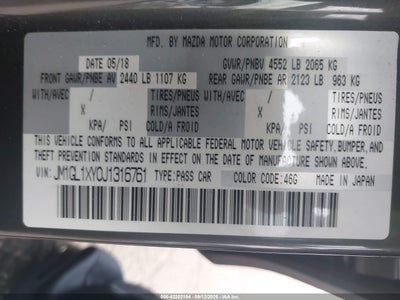 MFD. BY MAZDA MOTOR CORPORATION
DATE 05/18 GVWR/PNBV 4552 LB 2065 KG
FRONT GAWR/PNBE AV 2440 LB 1107 KG REAR GAWR/PNBE AR 2123 LB 963 KG
WITH/AVEC TIRES/PNEUS WITH/AVEC TIRES/PNEUS
X RIMS/JANTES X RIMS/JANTES
KPA/ PSI COLD/A FROID KPA/ PSI COLD/A FROID
THIS VEHICLE CONFORMS TO ALL APPLICABLE FEDERAL MOTOR VEHICLE SAFETY,BUMPER,AND
THEFT PREVENTION STANDARDS IN EFFECT ON THE DATE OF MANUFACTURE SHOWN ABOVE.
VIN: JM1GL1XY0J1316761 TYPE:PASS CAR COLOR CODE:46G MADE IN JAPAN